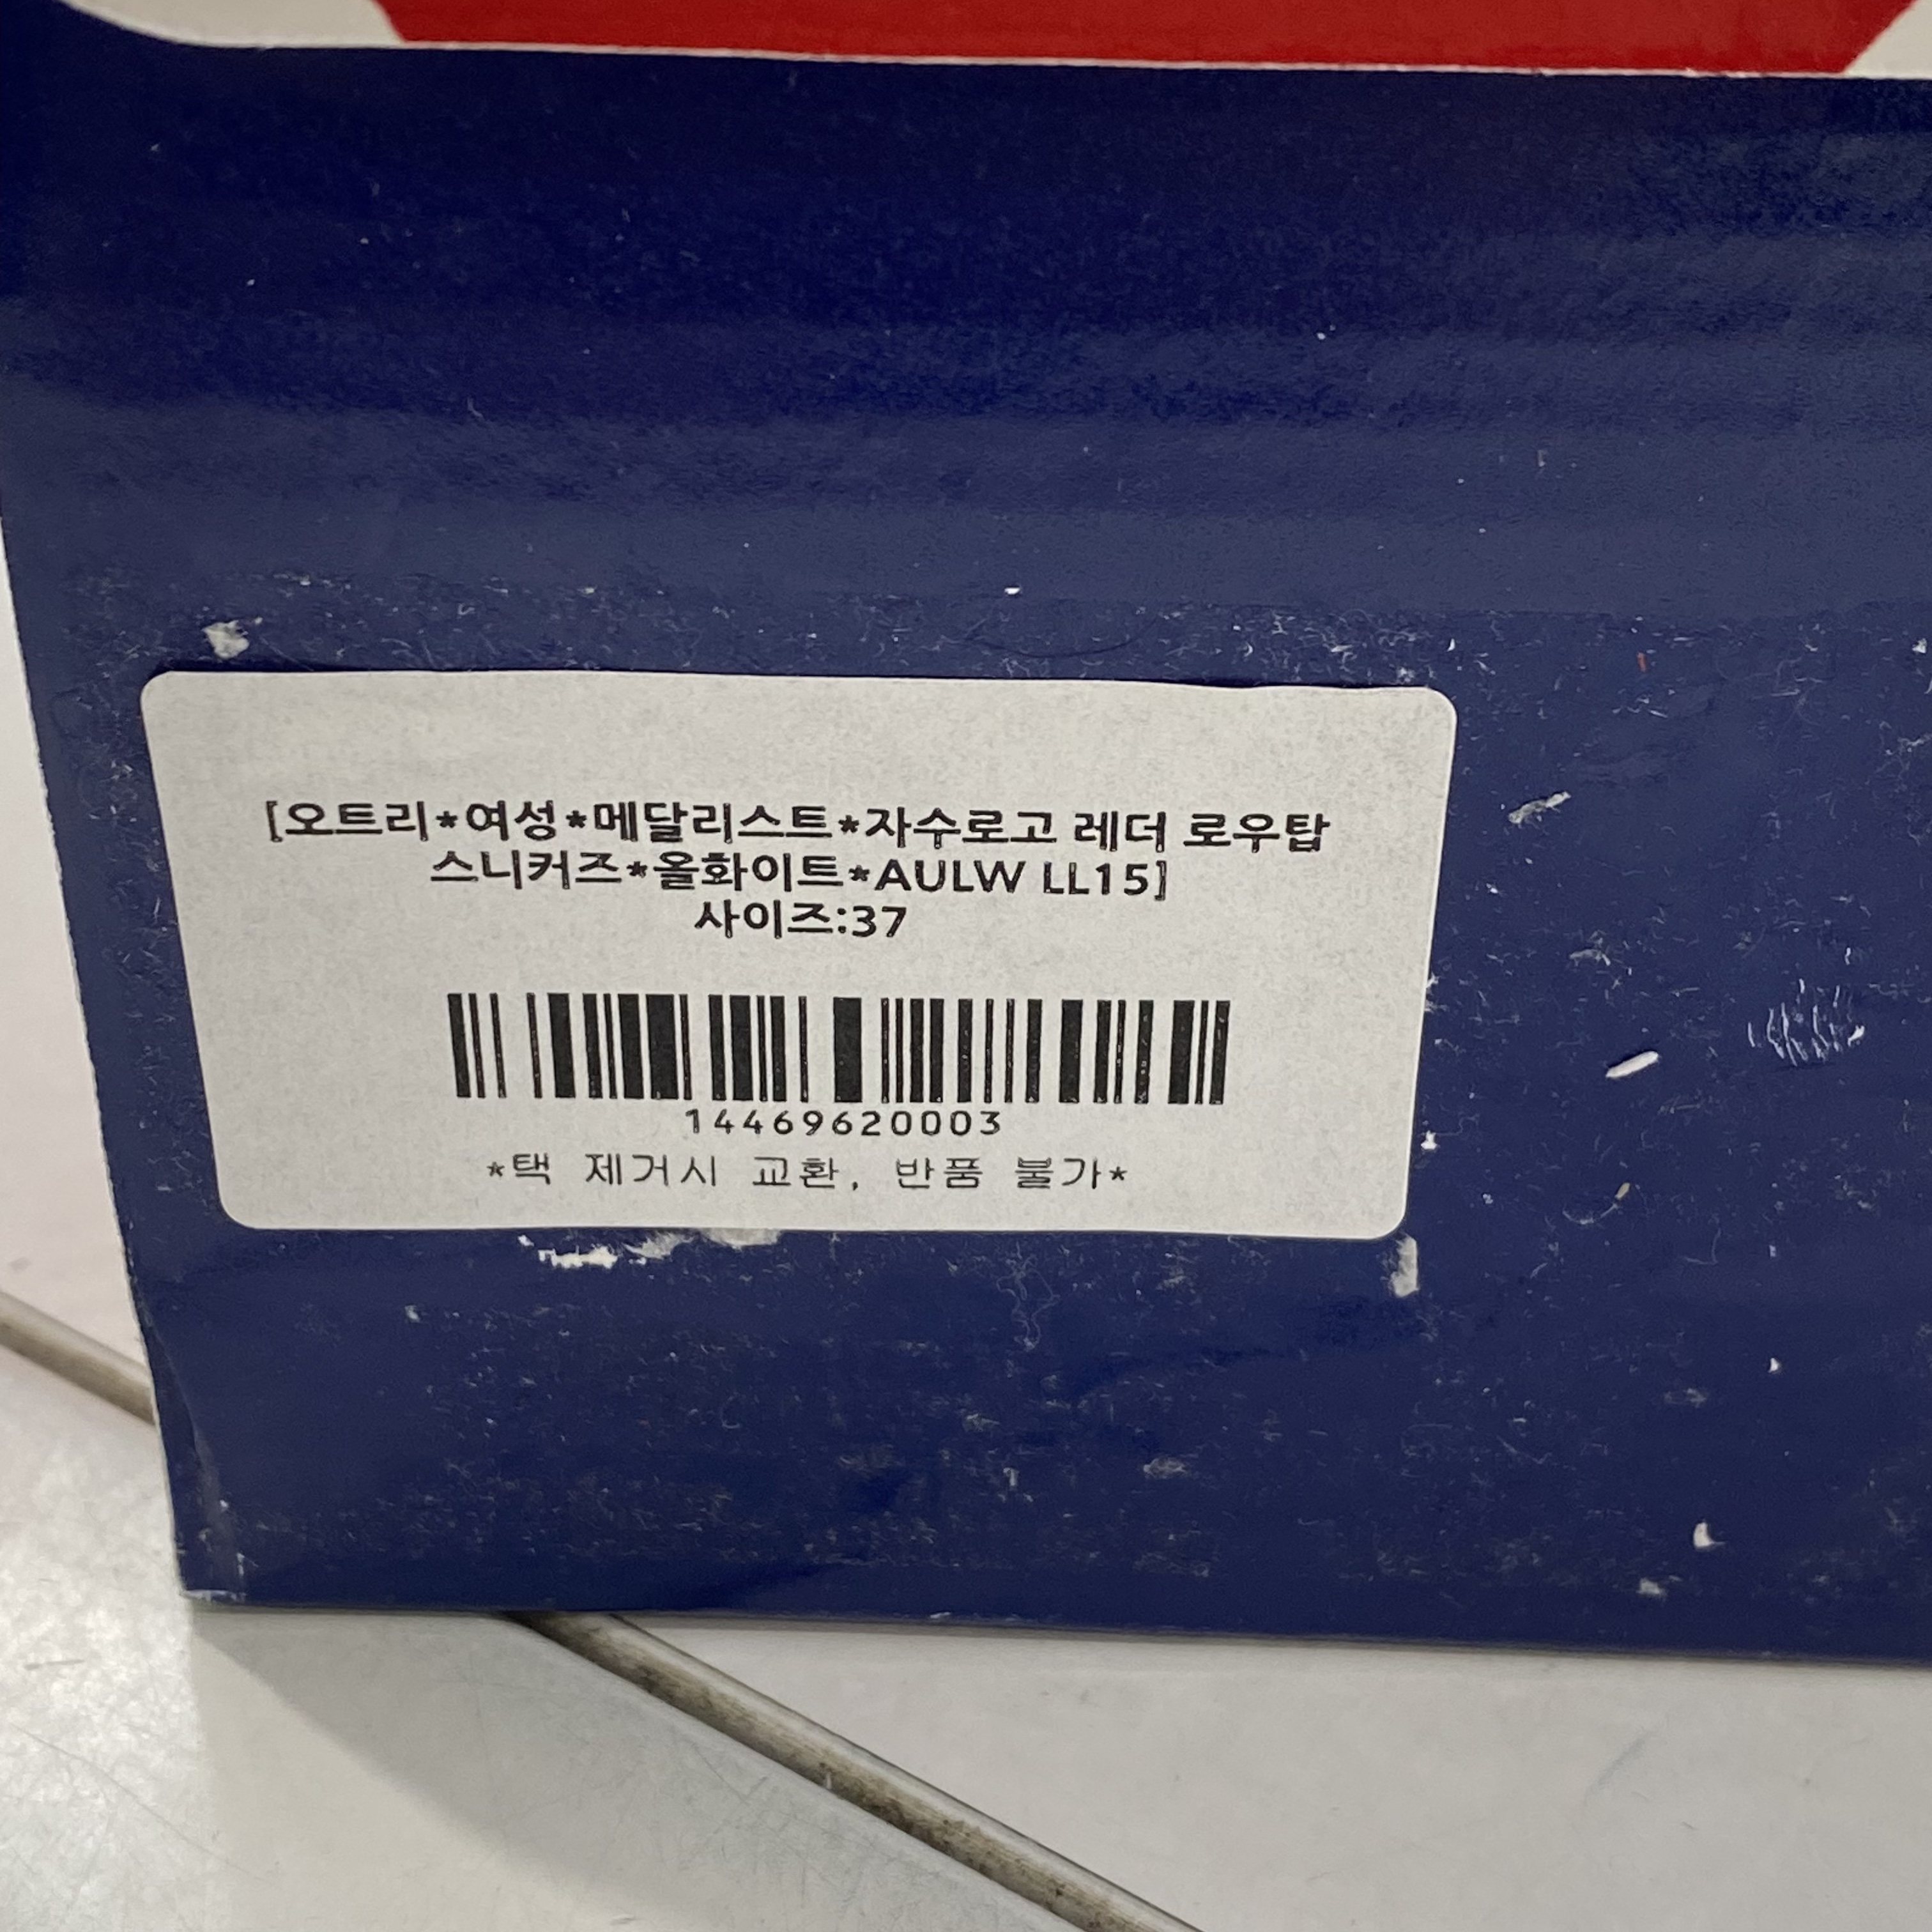 [오트리*여성*메달리스트*자수로고 레더 로우탑
스니커즈*올화이트*AULW LL15]
사이즈:37
14469620003
*택 제거시 교환, 반품 불가*